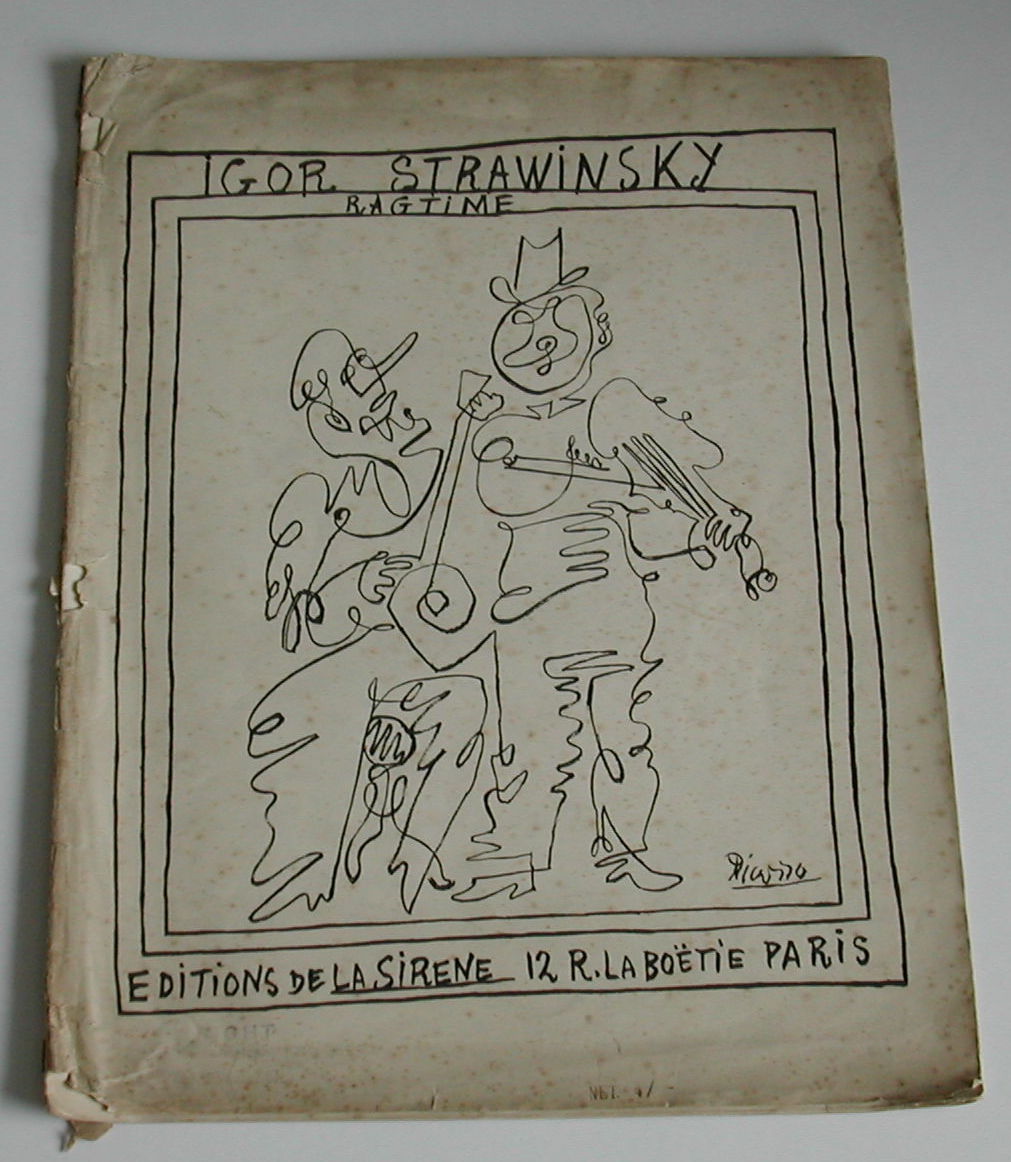 IGOR STRAWINSKY
RAGTIME
Picasso
EDITIONS DE LA SIRENE 12 R. LA BOËTIE PARIS